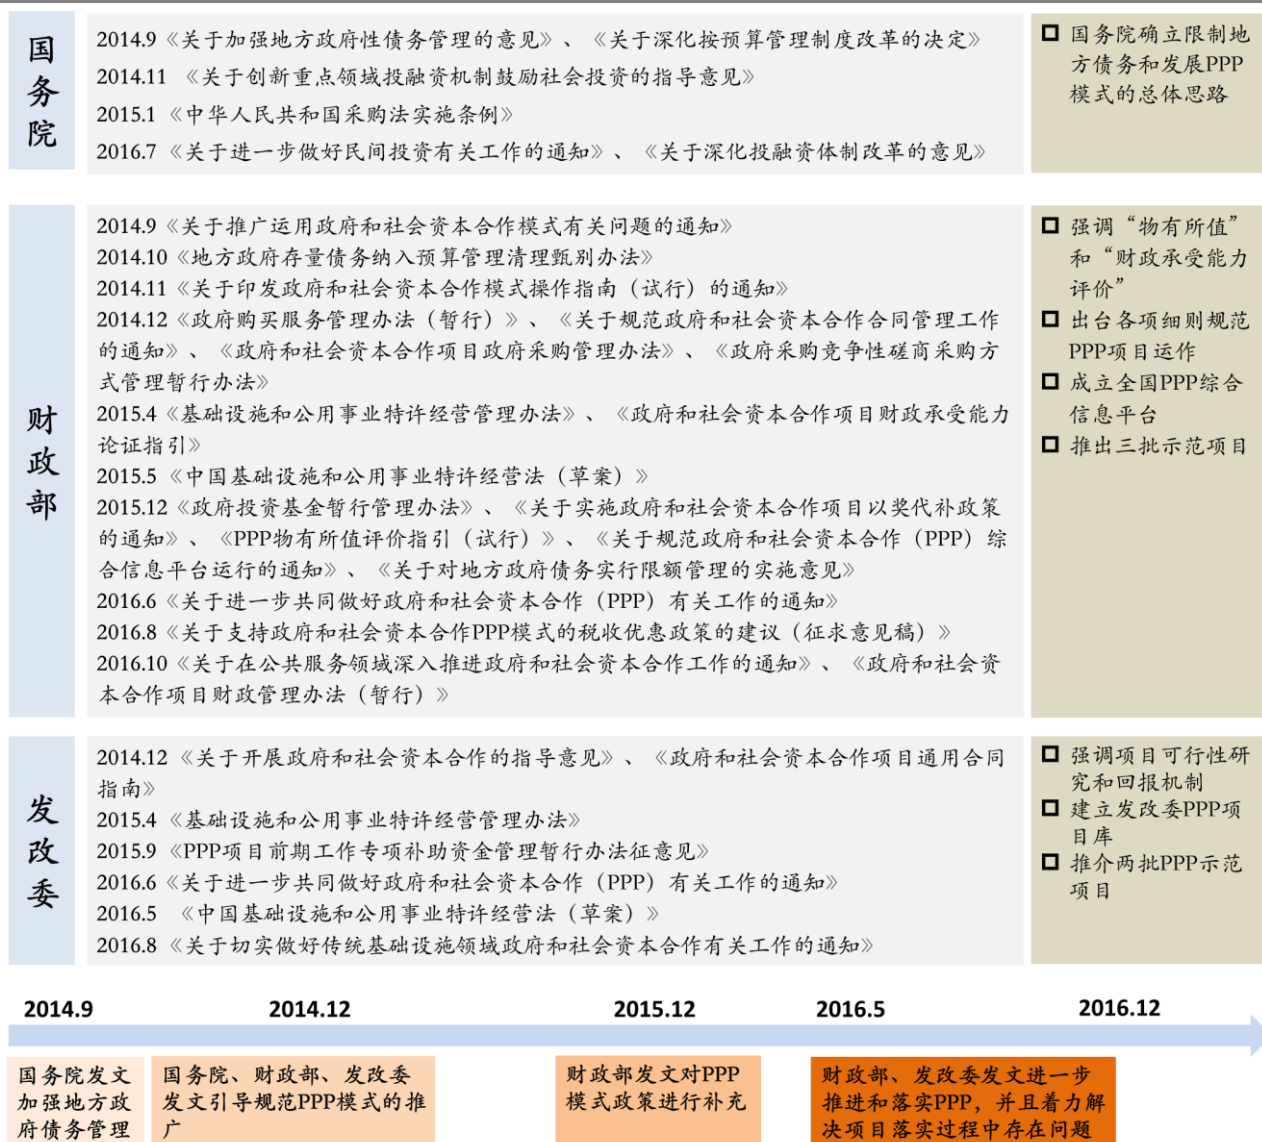 国务院
2014.9《关于加强地方政府性债务管理的意见》、《关于深化按预算管理制度改革的决定》
2014.11 《关于创新重点领域投融资机制鼓励社会投资的指导意见》
2015.1《中华人民共和国采购法实施条例》
2016.7《关于进一步做好民间投资有关工作的通知》、《关于深化投融资体制改革的意见》
国务院确立限制地
方债务和发展PPP
模式的总体思路
财政部
2014.9《关于推广运用政府和社会资本合作模式有关问题的通知》
2014.10《地方政府存量债务纳入预算管理清理甄别办法》
2014.11《关于印发政府和社会资本合作模式操作指南（试行）的通知》
2014.12《政府购买服务管理办法（暂行）》、《关于规范政府和社会资本合作合同管理工作
的通知》、《政府和社会资本合作项目政府采购管理办法》、《政府采购竞争性磋商采购方
式管理暂行办法》
2015.4《基础设施和公用事业特许经营管理办法》、《政府和社会资本合作项目财政承受能力
论证指引》
2015.5《中国基础设施和公用事业特许经营法（草案）》
2015.12《政府投资基金暂行管理办法》、《关于实施政府和社会资本合作项目以奖代补政策
的通知》、《PPP物有所值评价指引（试行）》、《关于规范政府和社会资本合作（PPP）综
合信息平台运行的通知》、《关于对地方政府债务实行限额管理的实施意见》
2016.6《关于进一步共同做好政府和社会资本合作（PPP）有关工作的通知》
2016.8《关于支持政府和社会资本合作PPP模式的税收优惠政策的建议（征求意见稿）》
2016.10《关于在公共服务领域深入推进政府和社会资本合作工作的通知》、《政府和社会资
本合作项目财政管理办法（暂行）》
强调“物有所值”
和“财政承受能力
评价”
出台各项细则规范
PPP项目运作
成立全国PPP综合
信息平台
推出三批示范项目
发改委
2014.12《关于开展政府和社会资本合作的指导意见》、《政府和社会资本合作项目通用合同
指南》
2015.4《基础设施和公用事业特许经营管理办法》
2015.9《PPP项目前期工作专项补助资金管理暂行办法征意见》
2016.6《关于进一步共同做好政府和社会资本合作（PPP）有关工作的通知》
2016.5 《中国基础设施和公用事业特许经营法（草案）》
2016.8《关于切实做好传统基础设施领域政府和社会资本合作有关工作的通知》
强调项目可行性研
究和回报机制
建立发改委PPP项
目库
推介两批PPP示范
项目
2014.9 2014.12 2015.12 2016.5 2016.12
国务院发文
加强地方政
府债务管理
国务院、财政部、发改委
发文引导规范PPP模式的推
广
财政部发文对PPP
模式政策进行补充
财政部、发改委发文进一步
推进和落实PPP，并且着力解
决项目落实过程中存在问题